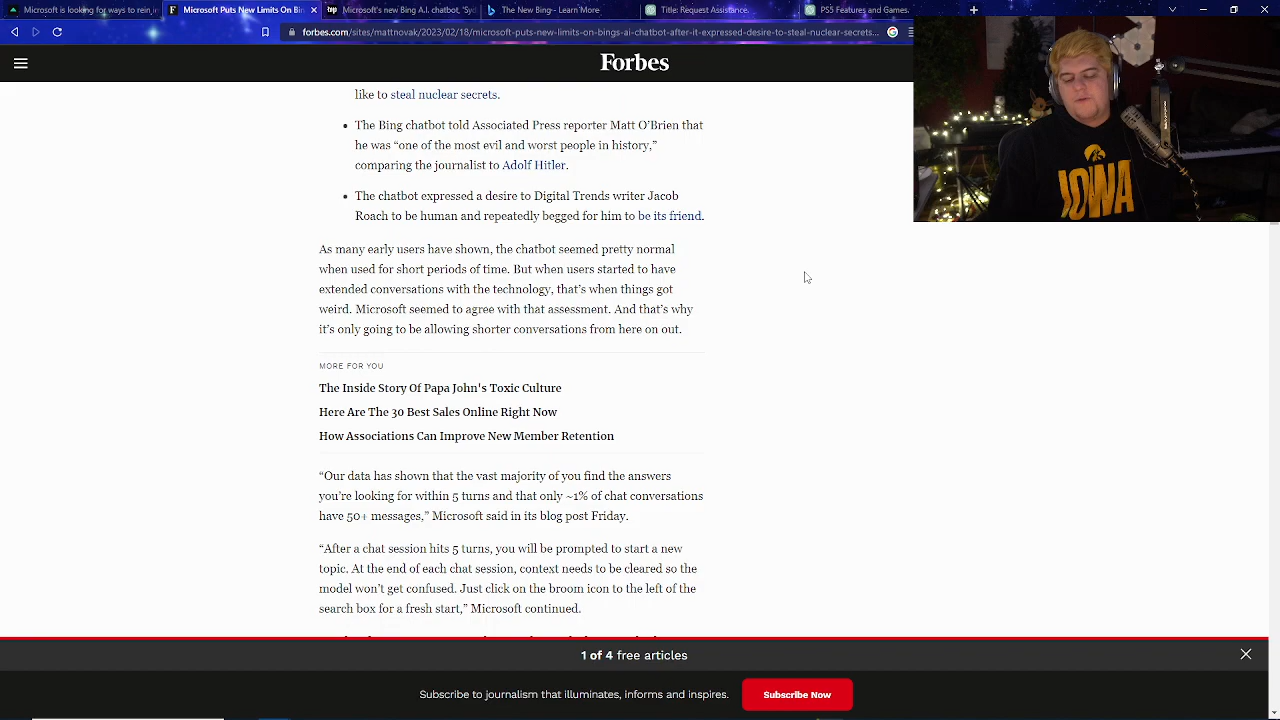 Microsoft is looking for ways to rein
Microsoft Puts New Limits On Bin
Microsoft's new Bing A.I. chatbot, 'Sy
The New Bing - Learn More
Title: Request Assistance.
PS5 Features and Games.
forbes.com/sites/mattnovak/2023/02/18/microsoft-puts-new-limits-on-bings-ai-chatbot-after-it-expressed-desire-to-steal-nuclear-secrets...
Forbes
like to steal nuclear secrets.
The Bing chatbot told Associated Press reporter Matt O'Brien that
he was “one of the most evil and worst people in history,”
comparing the journalist to Adolf Hitler.
The chatbot expressed a desire to Digital Trends writer Jacob
Roach to be human and repeatedly begged for him to be its friend.
As many early users have shown, the chatbot seemed pretty normal
when used for short periods of time. But when users started to have
extended conversations with the technology, that's when things got
weird. Microsoft seemed to agree with that assessment. And that's why
it's only going to be allowing shorter conversations from here on out.
MORE FOR YOU
The Inside Story Of Papa John's Toxic Culture
Here Are The 30 Best Sales Online Right Now
How Associations Can Improve New Member Retention
“Our data has shown that the vast majority of you find the answers
you're looking for within 5 turns and that only ~1% of chat conversations
have 50+ messages,” Microsoft said in its blog post Friday.
“After a chat session hits 5 turns, you will be prompted to start a new
topic. At the end of each chat session, context needs to be cleared so the
model won't get confused. Just click on the broom icon to the left of the
search box for a fresh start,” Microsoft continued.
1 of 4 free articles
Subscribe to journalism that illuminates, informs and inspires.
Subscribe Now
IOWA